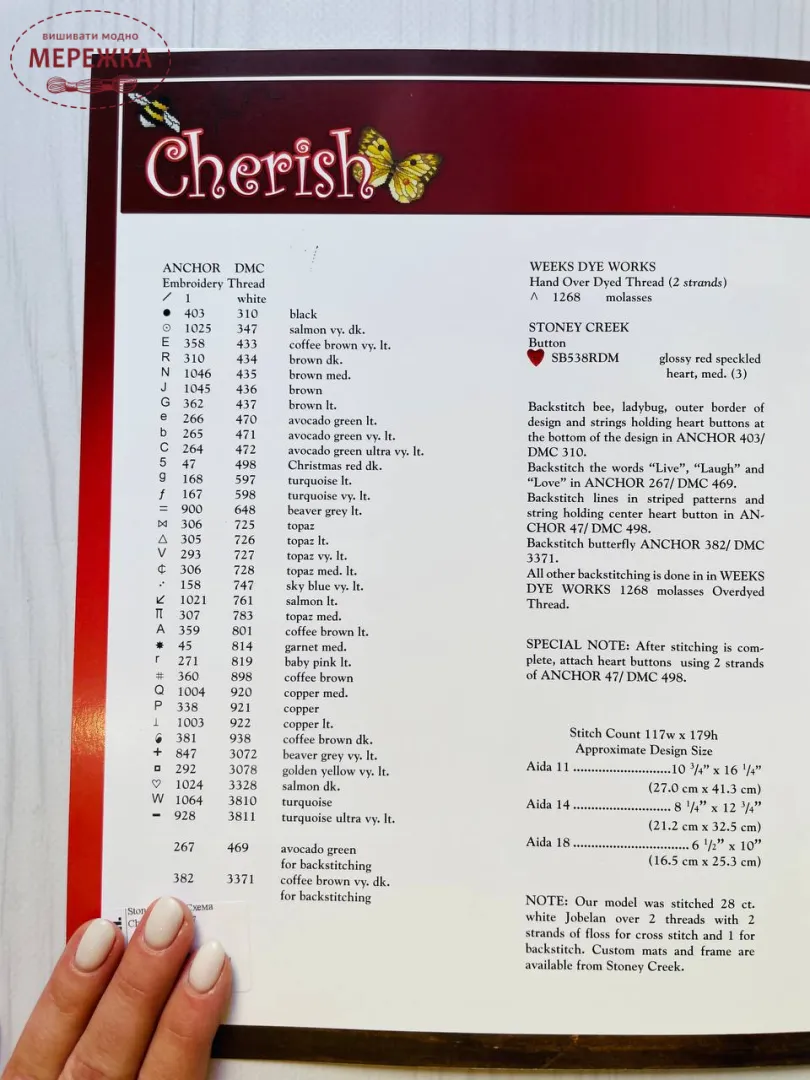 вишивати модно
МЕРЕЖКА
Cherish
ANCHOR DMC
Embroidery Thread
/ 1 white
● 403 310 black
⊙ 1025 347 salmon vy. dk.
E 358 433 coffee brown vy. lt.
R 310 434 brown dk.
N 1046 435 brown med.
J 1045 436 brown
G 362 437 brown lt.
e 266 470 avocado green lt.
b 265 471 avocado green vy. lt.
C 264 472 avocado green ultra vy. lt.
5 47 498 Christmas red dk.
g 168 597 turquoise lt.
f 167 598 turquoise vy. lt.
= 900 648 beaver grey lt.
⋈ 306 725 topaz
△ 305 726 topaz lt.
V 293 727 topaz vy. lt.
¢ 306 728 topaz med. lt.
⋰ 158 747 sky blue vy. lt.
↙ 1021 761 salmon lt.
π 307 783 topaz med.
A 359 801 coffee brown lt.
✸ 45 814 garnet med.
r 271 819 baby pink lt.
# 360 898 coffee brown
Q 1004 920 copper med.
P 338 921 copper
⊥ 1003 922 copper lt.
381 938 coffee brown dk.
+ 847 3072 beaver grey vy. lt.
¤ 292 3078 golden yellow vy. lt.
♡ 1024 3328 salmon dk.
W 1064 3810 turquoise
– 928 3811 turquoise ultra vy. lt.
267 469 avocado green
for backstitching
382 3371 coffee brown vy. dk.
for backstitching
WEEKS DYE WORKS
Hand Over Dyed Thread (2 strands)
^ 1268 molasses
STONEY CREEK
Button
♥ SB538RDM glossy red speckled
heart, med. (3)
Backstitch bee, ladybug, outer border of
design and strings holding heart buttons at
the bottom of the design in ANCHOR 403/
DMC 310.
Backstitch the words “Live”, “Laugh” and
“Love” in ANCHOR 267/ DMC 469.
Backstitch lines in striped patterns and
string holding center heart button in AN-
CHOR 47/ DMC 498.
Backstitch butterfly ANCHOR 382/ DMC
3371.
All other backstitching is done in in WEEKS
DYE WORKS 1268 molasses Overdyed
Thread.
SPECIAL NOTE: After stitching is com-
plete, attach heart buttons using 2 strands
of ANCHOR 47/ DMC 498.
Stitch Count 117w x 179h
Approximate Design Size
Aida 11 ............................10 3/4” x 16 1/4”
(27.0 cm x 41.3 cm)
Aida 14 ............................ 8 1/4” x 12 3/4”
(21.2 cm x 32.5 cm)
Aida 18 ................................. 6 1/2” x 10”
(16.5 cm x 25.3 cm)
NOTE: Our model was stitched 28 ct.
white Jobelan over 2 threads with 2
strands of floss for cross stitch and 1 for
backstitch. Custom mats and frame are
available from Stoney Creek.
Схема